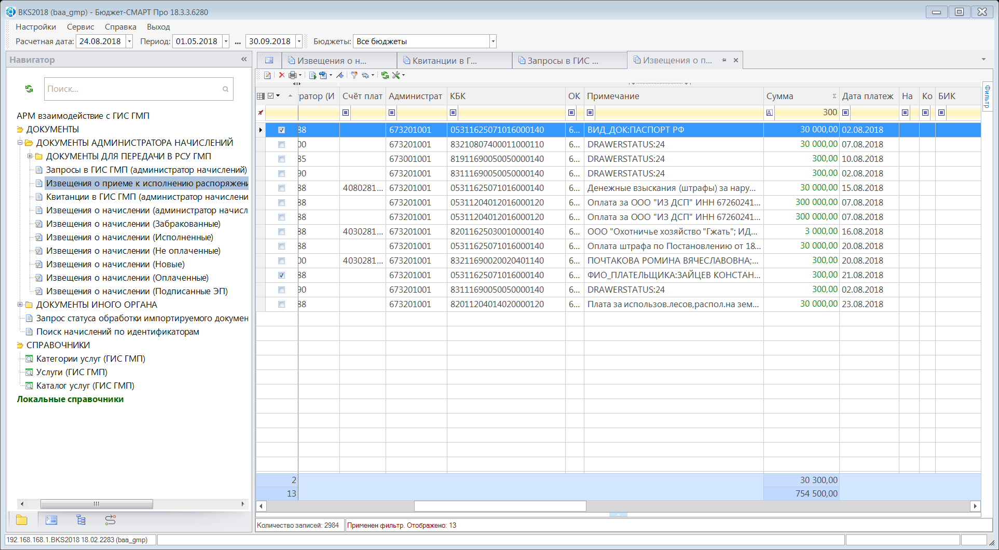 BKS2018 (baa_gmp) - Бюджет-СМАРТ Про 18.3.3.6280
Настройки Сервис Справка Выход
Расчетная дата: 24.08.2018 Период: 01.05.2018 ... 30.09.2018 Бюджеты: Все бюджеты
Навигатор «
Поиск...
АРМ взаимодействие с ГИС ГМП
ДОКУМЕНТЫ
ДОКУМЕНТЫ АДМИНИСТРАТОРА НАЧИСЛЕНИЙ
ДОКУМЕНТЫ ДЛЯ ПЕРЕДАЧИ В РСУ ГМП
Запросы в ГИС ГМП (администратор начислений)
Извещения о приеме к исполнению распоряжени
Квитанции в ГИС ГМП (администратор начислени
Извещения о начислении (администратор начисл
Извещения о начислении (Забракованные)
Извещения о начислении (Исполненные)
Извещения о начислении (Не оплаченные)
Извещения о начислении (Новые)
Извещения о начислении (Оплаченные)
Извещения о начислении (Подписанные ЭП)
ДОКУМЕНТЫ ИНОГО ОРГАНА
Запрос статуса обработки импортируемого докумен
Поиск начислений по идентификаторам
СПРАВОЧНИКИ
Категории услуг (ГИС ГМП)
Услуги (ГИС ГМП)
Каталог услуг (ГИС ГМП)
Локальные справочники
Извещения о н... Квитанции в Г... Запросы в ГИС ... Извещения о п...
Фильтр
ратор (И Счёт плат Администрат КБК ОК Примечание Сумма Σ Дата платеж На Ко БИК
A 300
88 673201001 05311625071016000140 6... ВИД_ДОК:ПАСПОРТ РФ 30 000,00 02.08.2018
00 673201001 83210807400011000110 6... DRAWERSTATUS:24 30 000,00 07.08.2018
85 673001001 81911690050050000140 6... DRAWERSTATUS:24 300,00 10.08.2018
90 673201001 83111690050050000140 6... DRAWERSTATUS:24 300,00 02.08.2018
88 4080281... 673201001 05311625071016000140 6... Денежные взыскания (штрафы) за нару... 30 000,00 15.08.2018
88 673201001 05311204012016000120 6... Оплата за ООО "ИЗ ДСП" ИНН 67260241... 300 000,00 07.08.2018
88 673201001 05311204012016000120 6... Оплата за ООО "ИЗ ДСП" ИНН 67260241... 300 000,00 07.08.2018
88 4030281... 673201001 82011625030010000140 6... ООО "Охотничье хозяйство "Гжать"; ИД... 3 000,00 16.08.2018
88 673201001 05311625071016000140 6... Оплата штрафа по Постановлению от 18... 30 000,00 20.08.2018
00 4030281... 673201001 83211690020020401140 6... ПОЧТАКОВА РОМИНА ВЯЧЕСЛАВОВНА;... 300,00 20.08.2018
88 673201001 05311625071016000140 6... ФИО_ПЛАТЕЛЬЩИКА:ЗАЙЦЕВ КОНСТАН... 300,00 21.08.2018
90 673201001 83111690050050000140 6... DRAWERSTATUS:24 300,00 02.08.2018
88 673201001 82011204014020000120 6... Плата за использов.лесов,распол.на зем... 30 000,00 23.08.2018
2 30 300,00
13 754 500,00
Количество записей: 2984 Применен фильтр. Отображено: 13
192.168.168.1.BKS2018 18.02.2283 (baa_gmp)